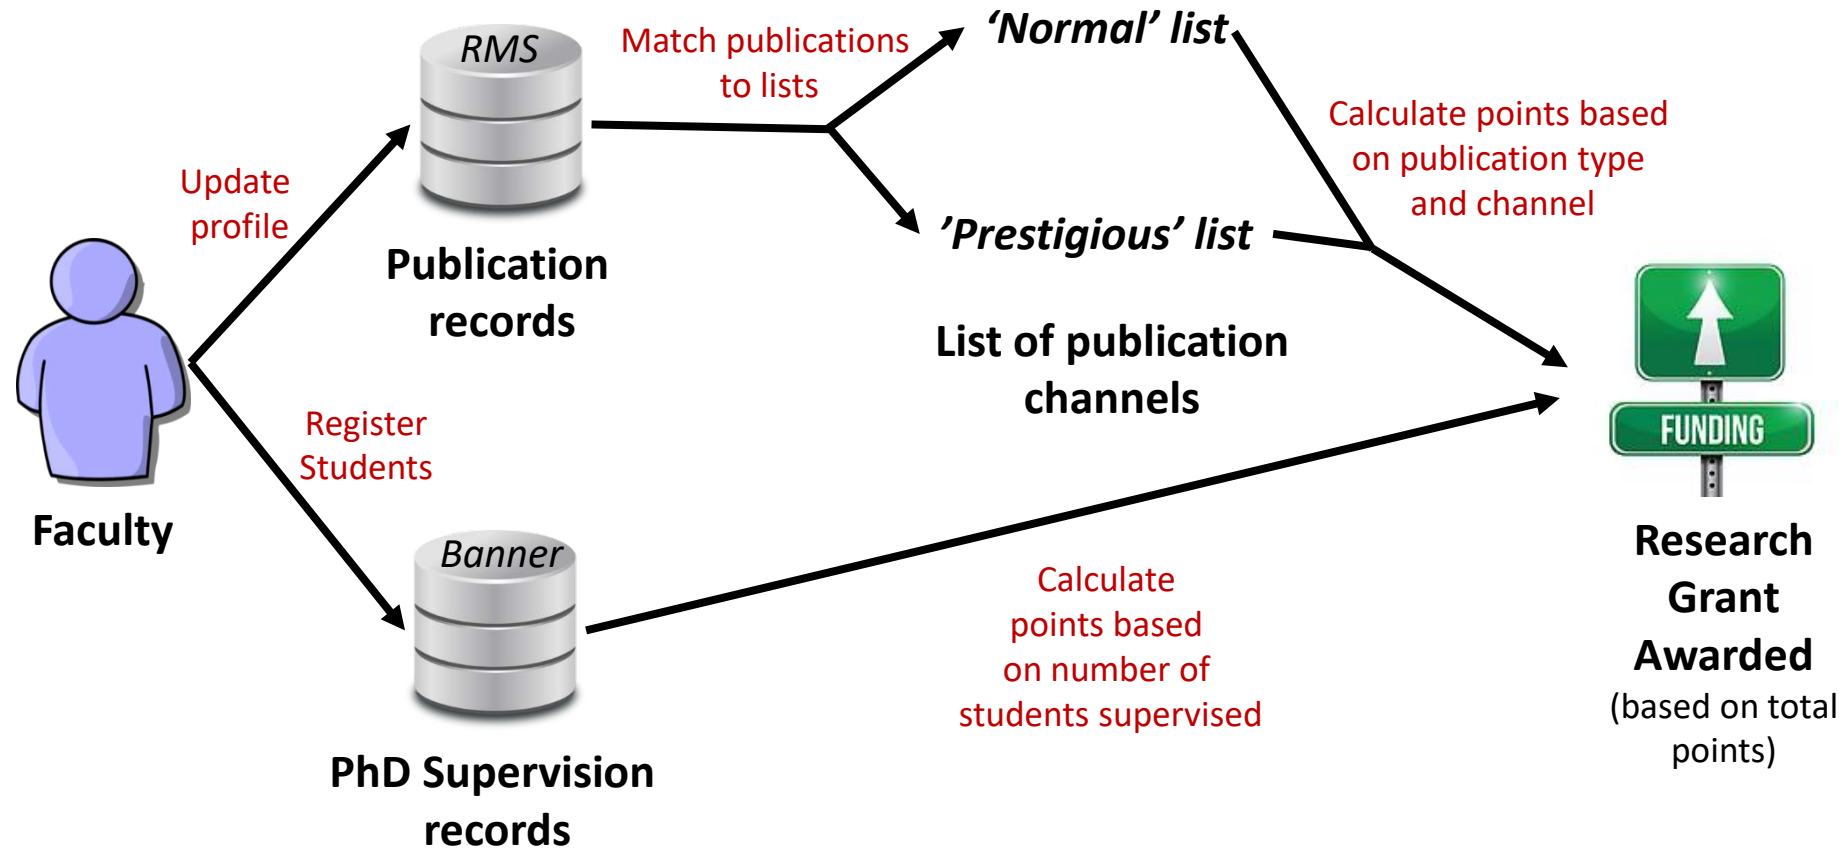 RMS
Match publications
to lists
‘Normal’ list
Calculate points based
on publication type
and channel
Update
profile
’Prestigious’ list
Publication
records
List of publication
channels
FUNDING
Register
Students
Faculty
Banner
Research
Grant
Awarded
(based on total
points)
Calculate
points based
on number of
students supervised
PhD Supervision
records